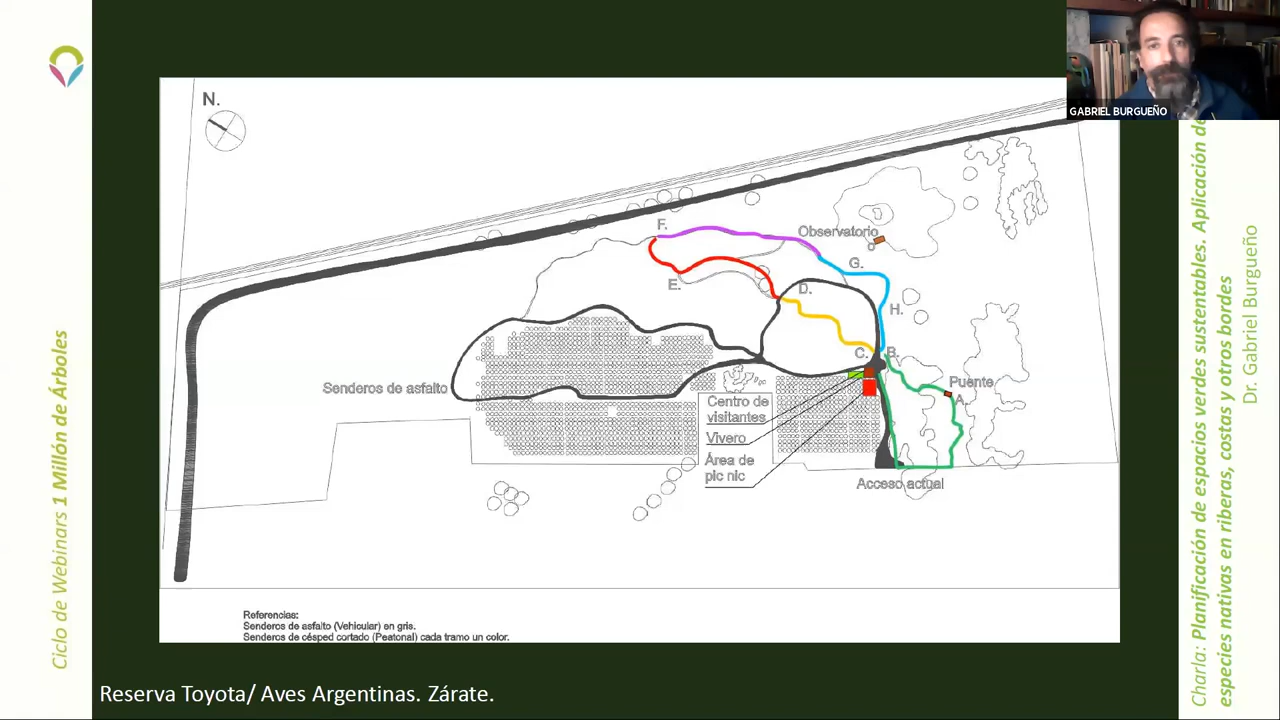 Ciclo de Webinars 1 Millón de Árboles
N.
GABRIEL BURGUEÑO
F.
Observatorio
G.
E.
D.
H.
C.
B.
Senderos de asfalto
Puente
A.
Centro de
visitantes
Vivero
Área de
pic nic
Acceso actual
Referencias:
Senderos de asfalto (Vehicular) en gris.
Senderos de césped cortado (Peatonal) cada tramo un color.
Reserva Toyota/ Aves Argentinas. Zárate.
Charla: Planificación de espacios verdes sustentables. Aplicación de
especies nativas en riberas, costas y otros bordes
Dr. Gabriel Burgueño